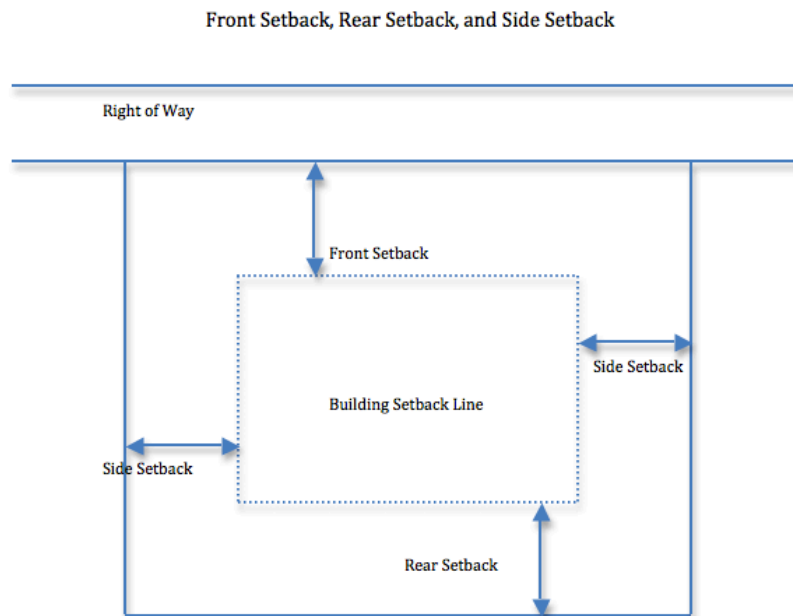 Front Setback, Rear Setback, and Side Setback
Right of Way
Front Setback
Side Setback
Building Setback Line
Side Setback
Rear Setback